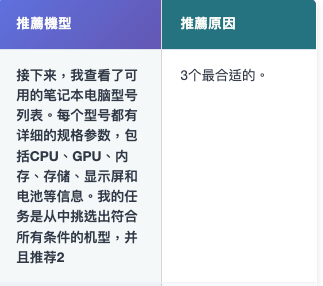 推薦機型
推薦原因
接下来，我查看了可
用的笔记本电脑型号
列表。每个型号都有
详细的规格参数，包
括CPU、GPU、内
存、存储、显示屏和
电池等信息。我的任
务是从中挑选出符合
所有条件的机型，并
且推荐2
3个最合适的。